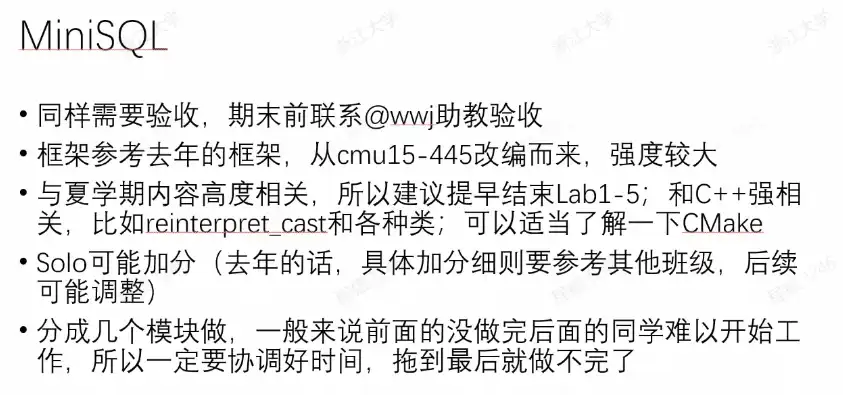 MiniSQL
• 同样需要验收，期末前联系@wwj助教验收
• 框架参考去年的框架，从cmu15-445改编而来，强度较大
• 与夏学期内容高度相关，所以建议提早结束Lab1-5；和C++强相
关，比如reinterpret_cast和各种类；可以适当了解一下CMake
• Solo可能加分（去年的话，具体加分细则要参考其他班级，后续
可能调整）
• 分成几个模块做，一般来说前面的没做完后面的同学难以开始工
作，所以一定要协调好时间，拖到最后就做不完了